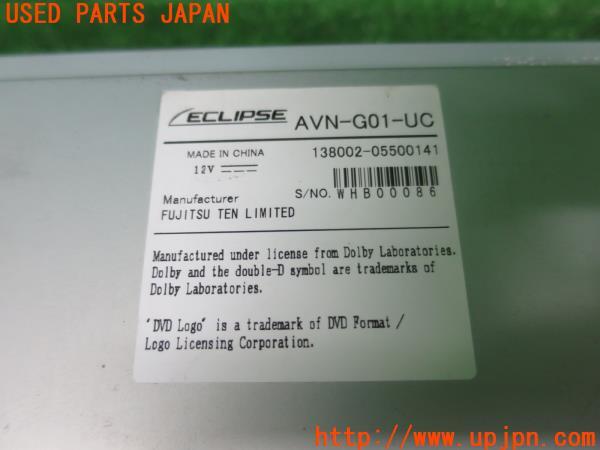 USED PARTS JAPAN
ECLIPSE AVN-G01-UC
MADE IN CHINA 138002-05500141
12V
S/NO. WHB00086
Manufacturer
FUJITSU TEN LIMITED
Manufactured under license from Dolby Laboratories.
Dolby and the double-D symbol are trademarks of
Dolby Laboratories.
"DVD Logo" is a trademark of DVD Format /
Logo Licensing Corporation.
http://www.upjpn.com/